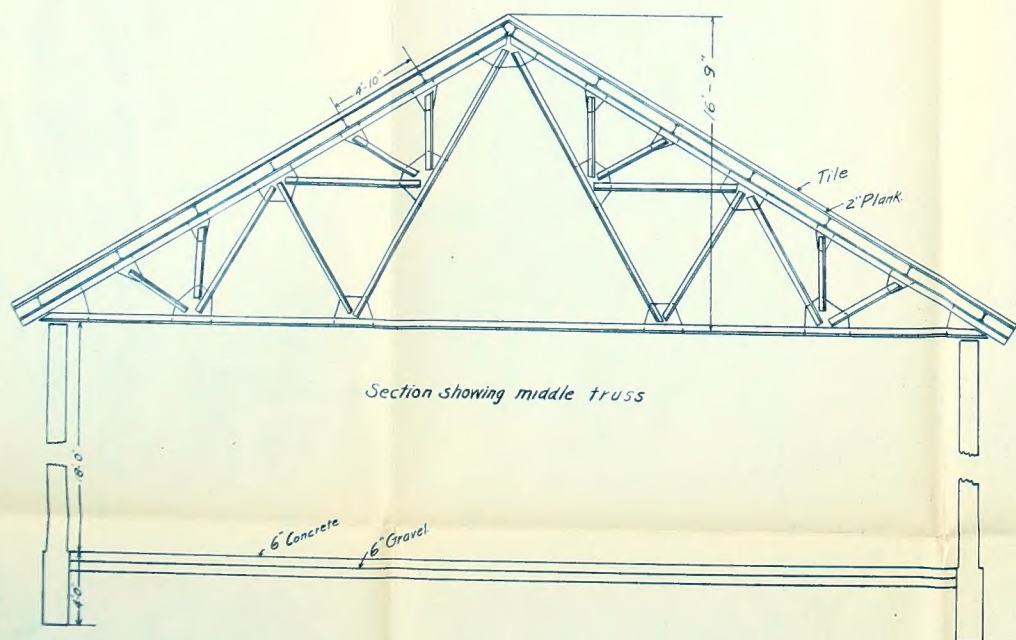 4'-10"
16'-9"
Tile
2" Plank.
Section showing middle truss
18'-0"
6" Concrete
6" Gravel.
4'-0"